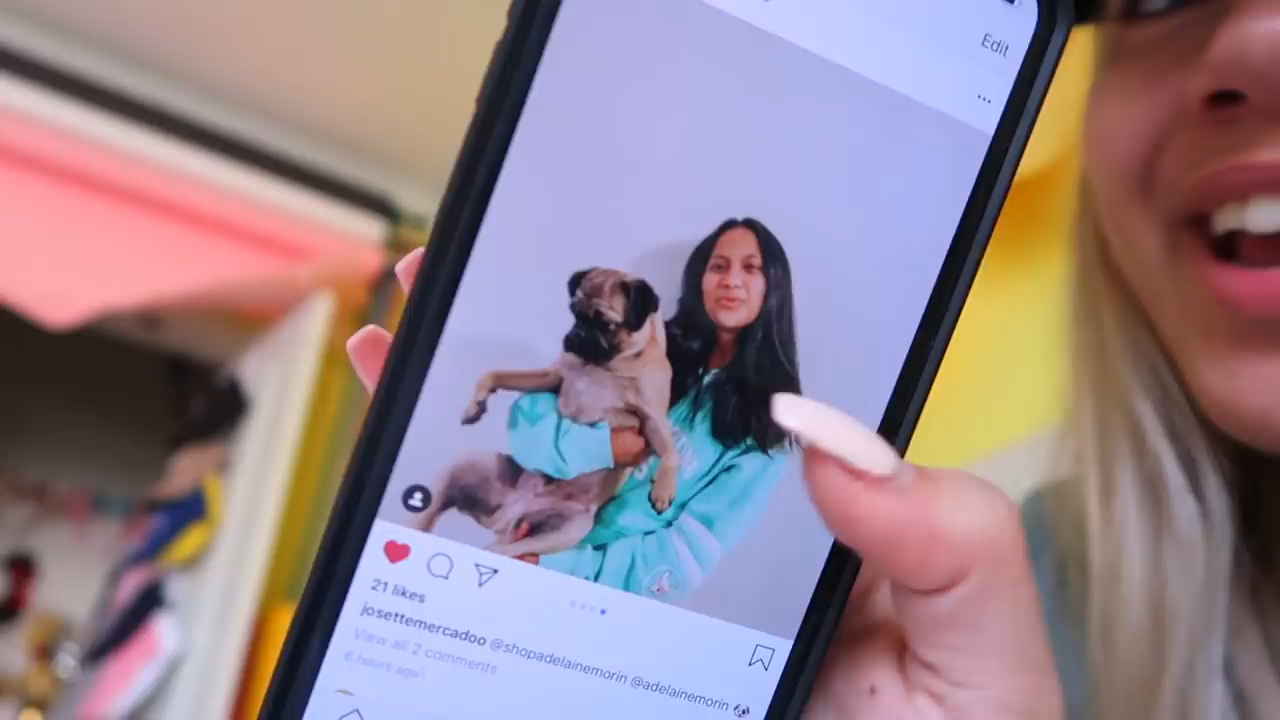 Edit
21 likes
josettemercadoo @shopadelainemorin @adelainemorin
View all 2 comments
6 hours ago